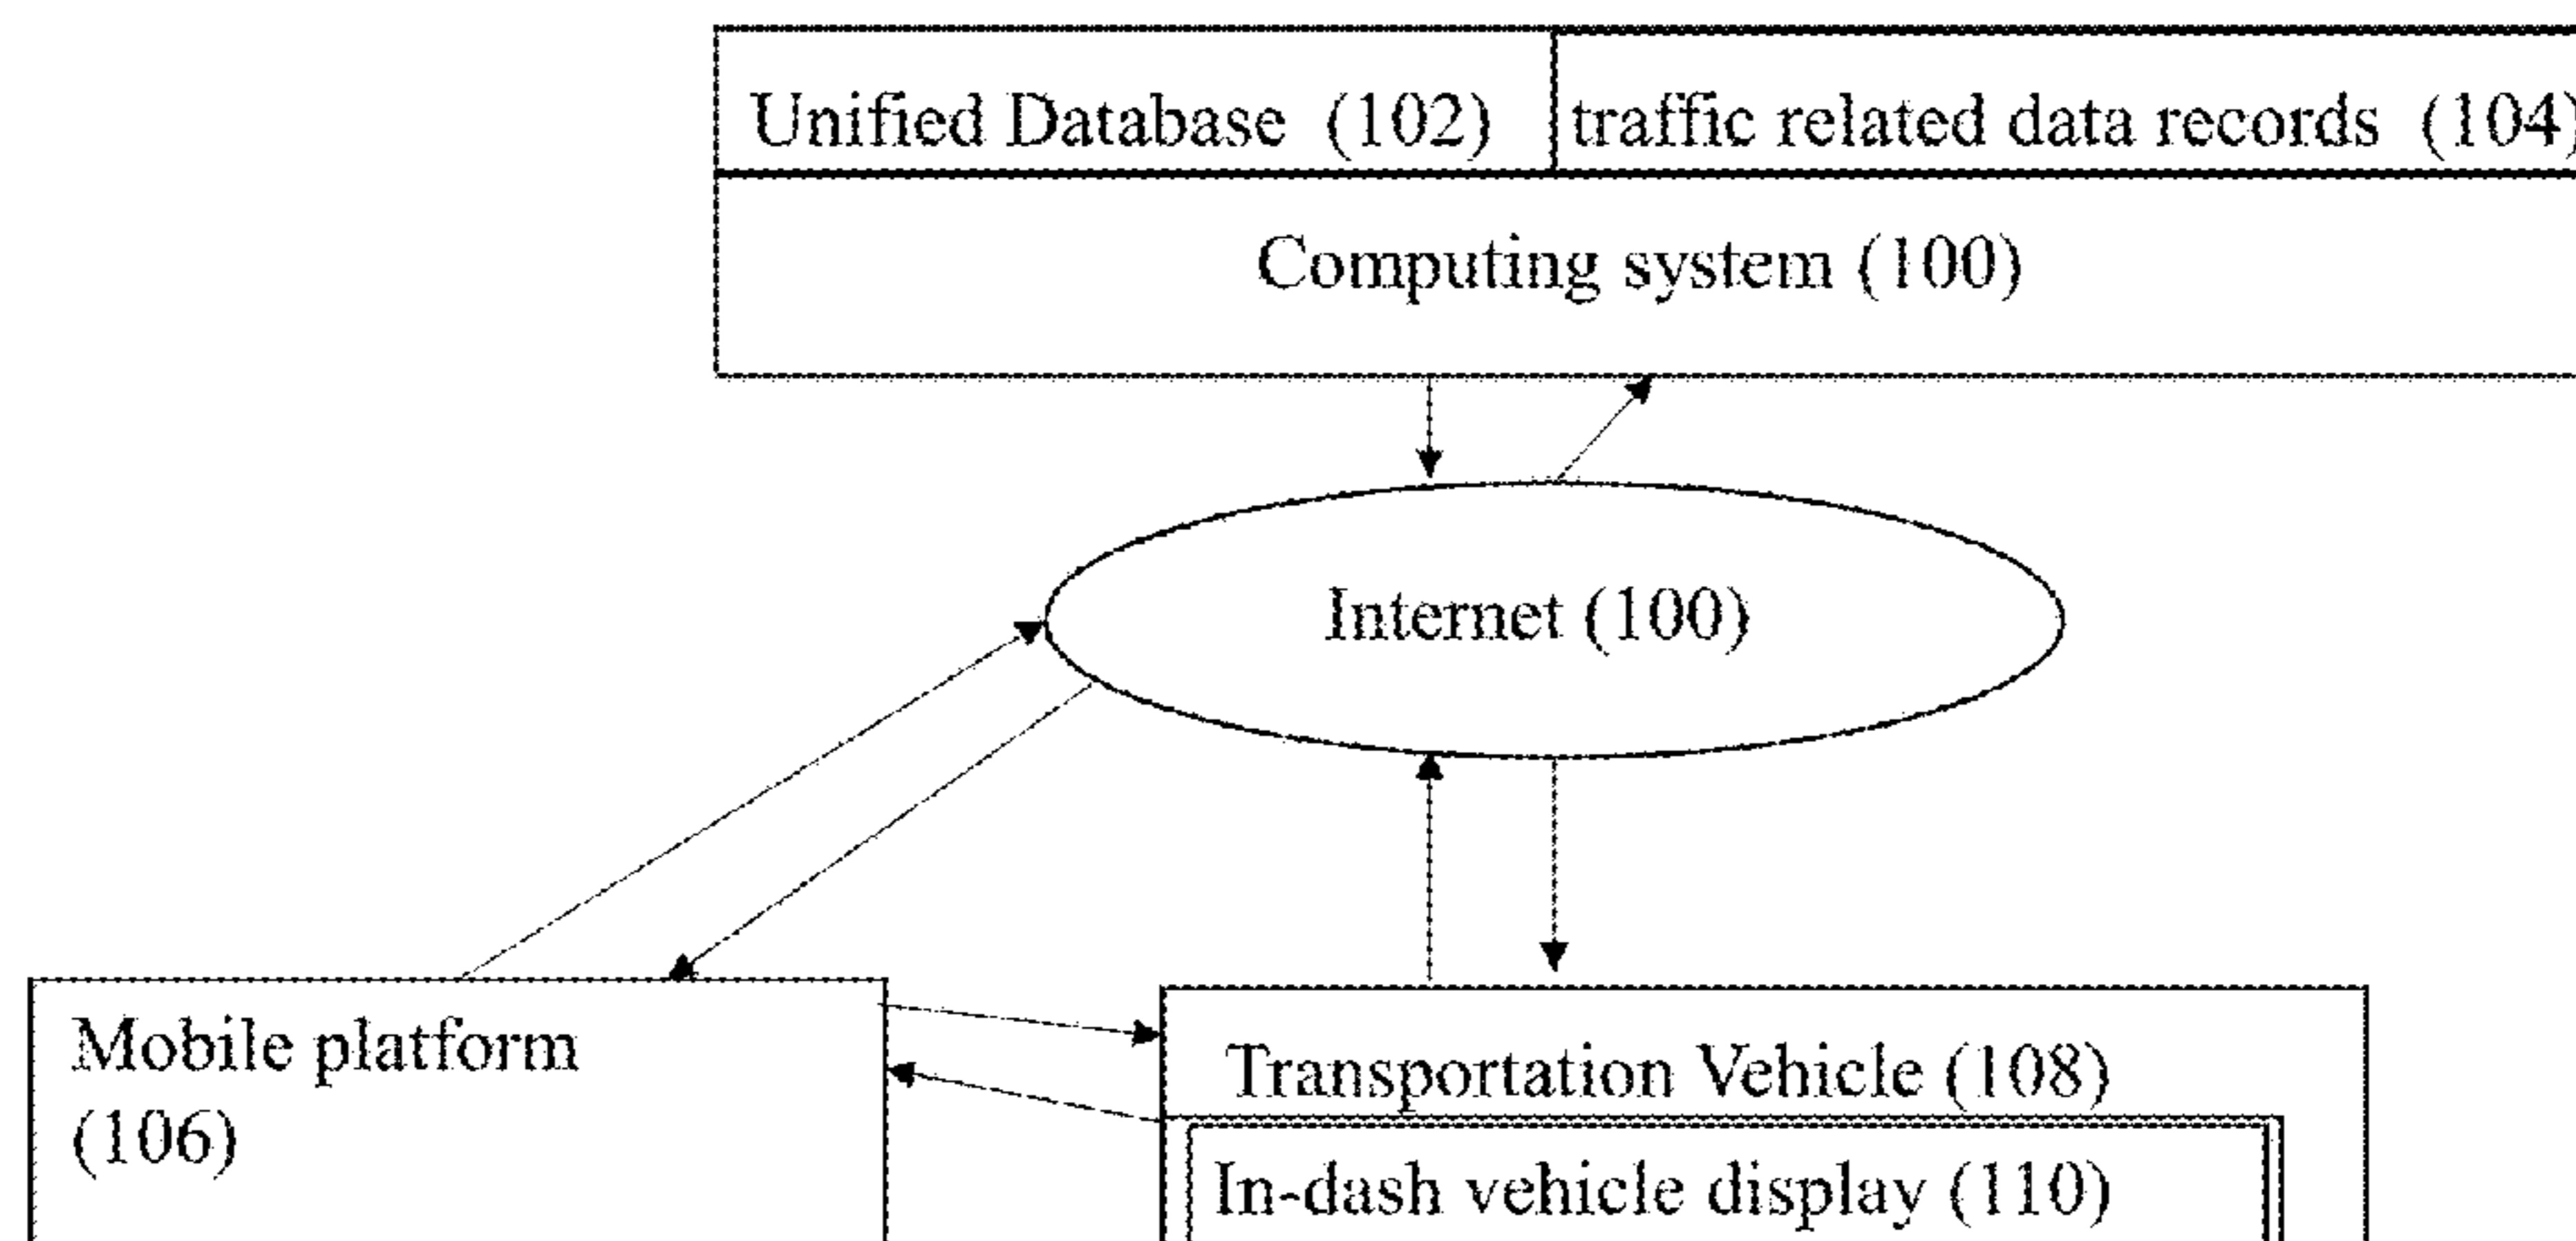 Unified Database (102)
traffic related data records (104)
Computing system (100)
Internet (100)
Mobile platform
(106)
Transportation Vehicle (108)
In-dash vehicle display (110)